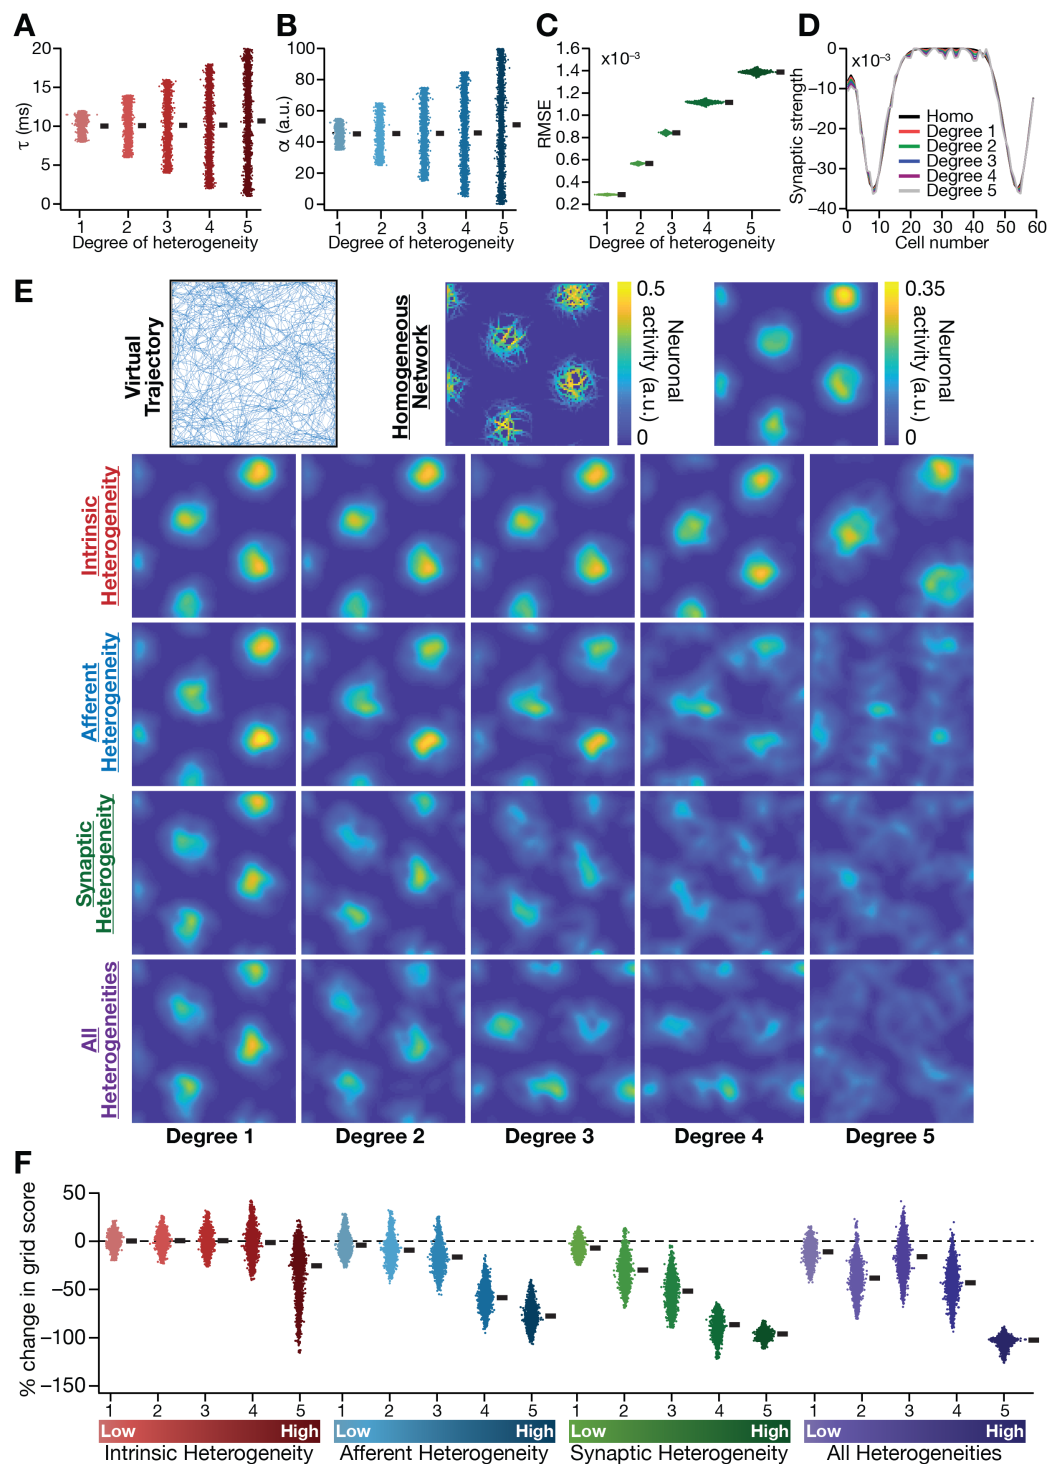 A
B
C
D
20
15
10
5
0
τ (ms)
1 2 3 4 5
Degree of heterogeneity
100
80
60
40
20
0
α (a.u.)
1 2 3 4 5
Degree of heterogeneity
1.6
1.4
1.2
1.0
0.8
0.6
0.4
0.2
x10⁻³
RMSE
1 2 3 4 5
Degree of heterogeneity
0
−10
−20
−30
−40
x10⁻³
Synaptic strength
Homo
Degree 1
Degree 2
Degree 3
Degree 4
Degree 5
0 10 20 30 40 50 60
Cell number
E
Virtual
Trajectory
Homogeneous
Network
0.5
0
Neuronal
activity (a.u.)
0.35
0
Neuronal
activity (a.u.)
Intrinsic
Heterogeneity
Afferent
Heterogeneity
Synaptic
Heterogeneity
All
Heterogeneities
Degree 1 Degree 2 Degree 3 Degree 4 Degree 5
F
50
0
−50
−100
−150
% change in grid score
1 2 3 4 5 1 2 3 4 5 1 2 3 4 5 1 2 3 4 5
Low High Low High Low High Low High
Intrinsic Heterogeneity Afferent Heterogeneity Synaptic Heterogeneity All Heterogeneities